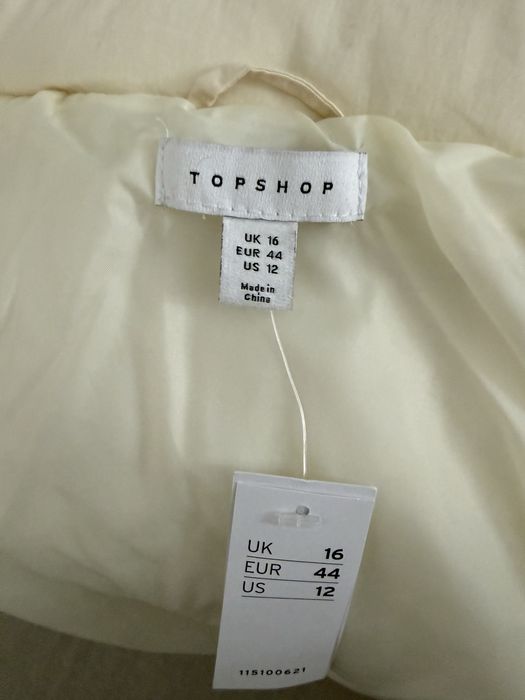 TOPSHOP
UK 16
EUR 44
US 12
Made in
China
UK 16
EUR 44
US 12
115100621